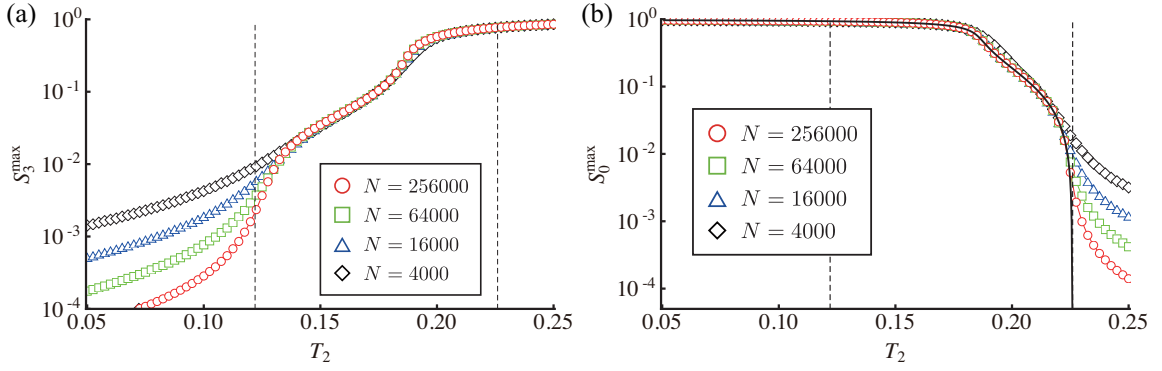 (a)
S_3^max
10^0
10^-1
10^-2
10^-3
10^-4
N = 256000
N = 64000
N = 16000
N = 4000
0.05 0.10 0.15 0.20 0.25
T_2
(b)
S_0^max
10^0
10^-1
10^-2
10^-3
10^-4
N = 256000
N = 64000
N = 16000
N = 4000
0.05 0.10 0.15 0.20 0.25
T_2